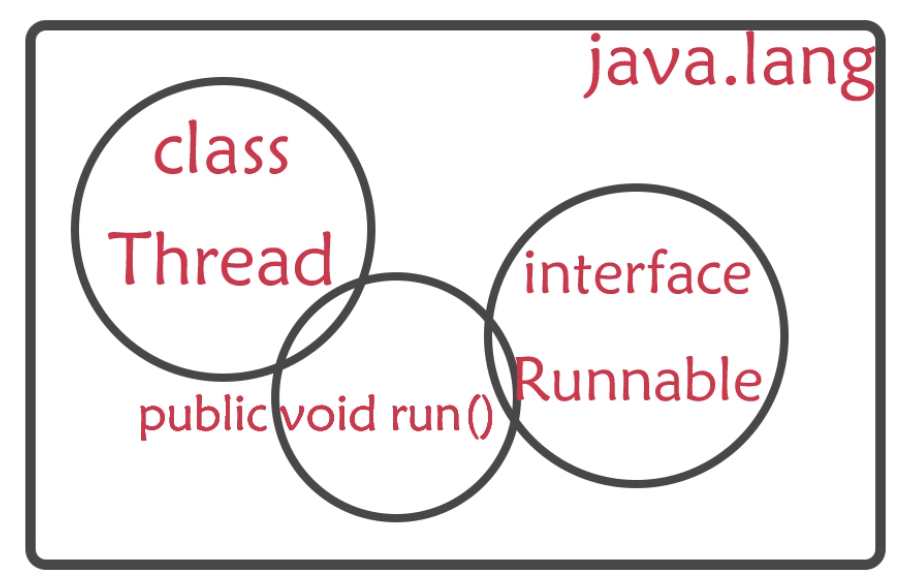 java.lang
class
Thread
interface
Runnable
public void run()